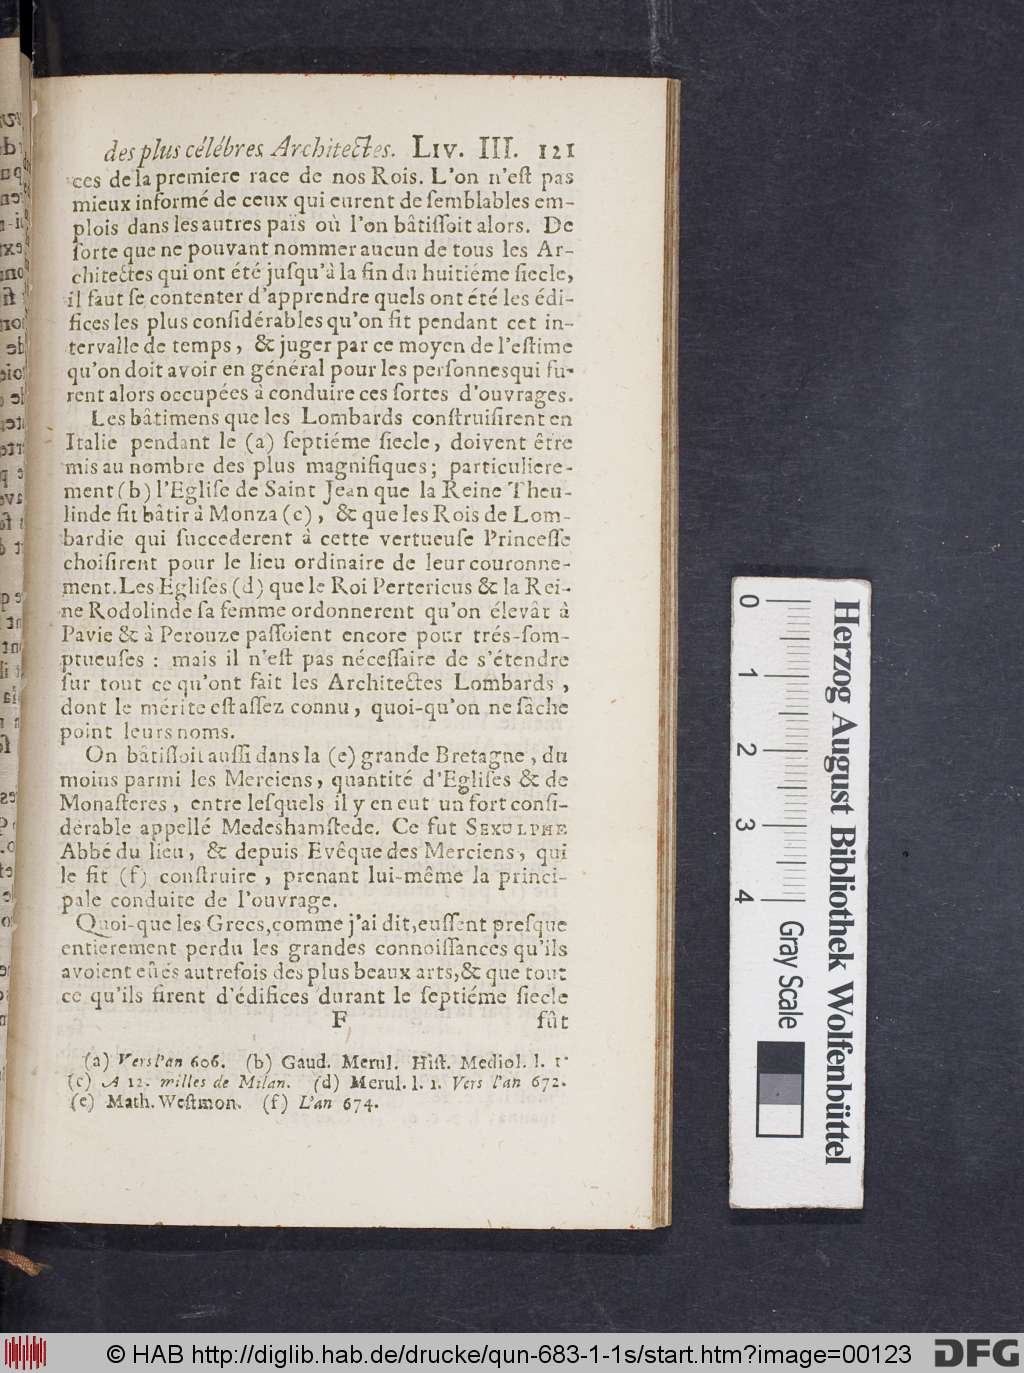 des plus célébres Architectes. LIV. III. 121
ces de la premiere race de nos Rois. L'on n'eſt pas
mieux informé de ceux qui eurent de ſemblables em-
plois dans les autres païs où l'on bâtiſſoit alors. De
ſorte que ne pouvant nommer aucun de tous les Ar-
chitectes qui ont été juſqu'à la fin du huitiéme ſiecle,
il faut ſe contenter d'apprendre quels ont été les édi-
fices les plus conſidérables qu'on fit pendant cet in-
tervalle de temps, & juger par ce moyen de l'eſtime
qu'on doit avoir en général pour les perſonnes qui fu-
rent alors occupées à conduire ces ſortes d'ouvrages.
Les bâtimens que les Lombards conſtruiſirent en
Italie pendant le (a) ſeptiéme ſiecle, doivent être
mis au nombre des plus magnifiques; particuliere-
ment (b) l'Egliſe de Saint Jean que la Reine Theu-
linde fit bâtir à Monza (c), & que les Rois de Lom-
bardie qui ſuccederent à cette vertueuſe Princeſſe
choiſirent pour le lieu ordinaire de leur couronne-
ment. Les Egliſes (d) que le Roi Pertericus & la Rei-
ne Rodolinde ſa femme ordonnerent qu'on élevât à
Pavie & à Perouze paſſoient encore pour trés-ſom-
ptueuſes : mais il n'eſt pas néceſſaire de s'étendre
ſur tout ce qu'ont fait les Architectes Lombards,
dont le mérite eſt aſſez connu, quoi-qu'on ne ſâche
point leurs noms.
On bâtiſſoit auſſi dans la (e) grande Bretagne, du
moins parmi les Merciens, quantité d'Egliſes & de
Monaſteres, entre leſquels il y en eut un fort conſi-
dérable appellé Medeshamſtede. Ce fut SEXULPHE
Abbé du lieu, & depuis Evêque des Merciens, qui
le fit (f) conſtruire, prenant lui-même la princi-
pale conduite de l'ouvrage.
Quoi-que les Grecs, comme j'ai dit, euſſent preſque
entierement perdu les grandes connoiſſances qu'ils
avoient eûës autrefois des plus beaux arts, & que tout
ce qu'ils firent d'édifices durant le ſeptiéme ſiecle
F fût
(a) Vers l'an 606. (b) Gaud. Merul. Hiſt. Mediol. l. 1.
(c) A 12. milles de Milan. (d) Merul. l. 1. Vers l'an 672.
(e) Math. Weſtmon. (f) L'an 674.
0 1 2 3 4 Gray Scale
Herzog August Bibliothek Wolfenbüttel
© HAB http://diglib.hab.de/drucke/qun-683-1-1s/start.htm?image=00123 DFG